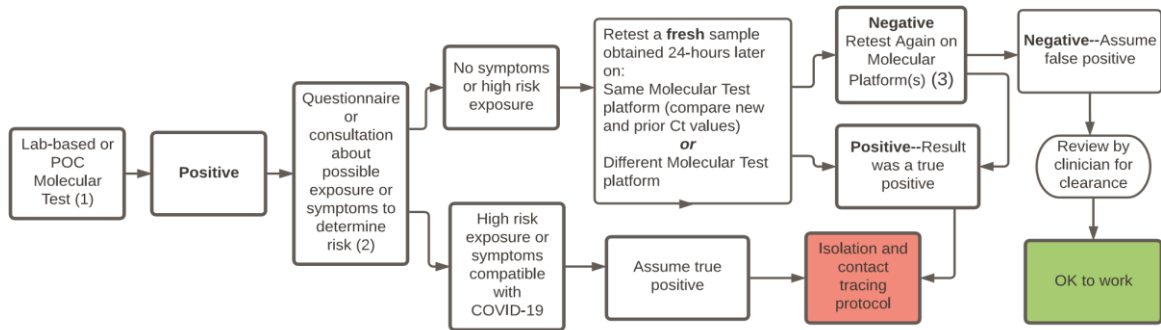 Lab-based or
POC
Molecular
Test (1)
Positive
Questionnaire
or
consultation
about
possible
exposure or
symptoms to
determine
risk (2)
No symptoms
or high risk
exposure
High risk
exposure or
symptoms
compatible
with
COVID-19
Retest a fresh sample
obtained 24-hours later
on:
Same Molecular Test
platform (compare new
and prior Ct values)
or
Different Molecular Test
platform
Assume true
positive
Negative
Retest Again on
Molecular
Platform(s) (3)
Positive--Result
was a true
positive
Isolation and
contact
tracing
protocol
Negative--Assume
false positive
Review by
clinician for
clearance
OK to work